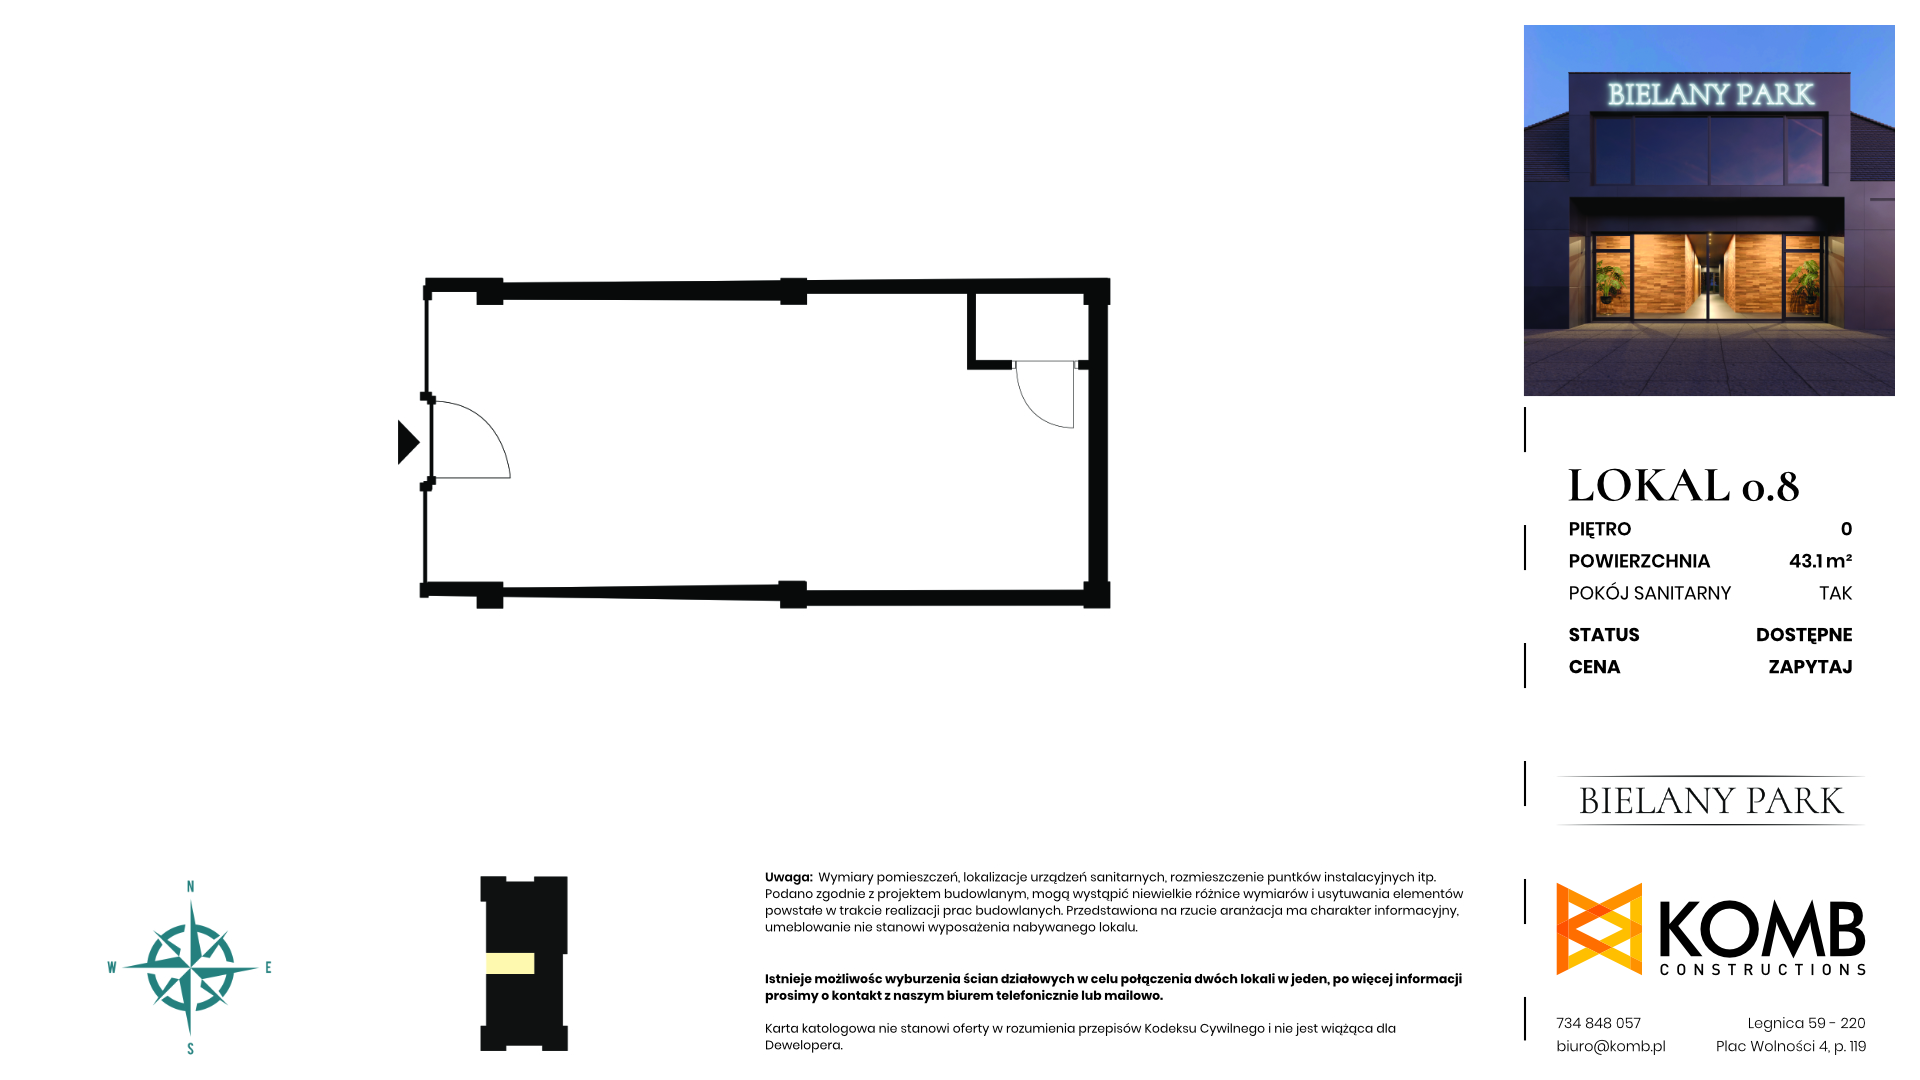 BIELANY PARK
LOKAL 0.8
PIĘTRO 0
POWIERZCHNIA 43.1 m²
POKÓJ SANITARNY TAK
STATUS DOSTĘPNE
CENA ZAPYTAJ
BIELANY PARK
KOMB
CONSTRUCTIONS
734 848 057 Legnica 59 - 220
biuro@komb.pl Plac Wolności 4, p. 119
N
W E
S
Uwaga: Wymiary pomieszczeń, lokalizacje urządzeń sanitarnych, rozmieszczenie puntków instalacyjnych itp.
Podano zgodnie z projektem budowlanym, mogą wystąpić niewielkie różnice wymiarów i usytuwania elementów
powstałe w trakcie realizacji prac budowlanych. Przedstawiona na rzucie aranżacja ma charakter informacyjny,
umeblowanie nie stanowi wyposażenia nabywanego lokalu.
Istnieje możliwośc wyburzenia ścian działowych w celu połączenia dwóch lokali w jeden, po więcej informacji
prosimy o kontakt z naszym biurem telefonicznie lub mailowo.
Karta katologowa nie stanowi oferty w rozumienia przepisów Kodeksu Cywilnego i nie jest wiążąca dla
Dewelopera.